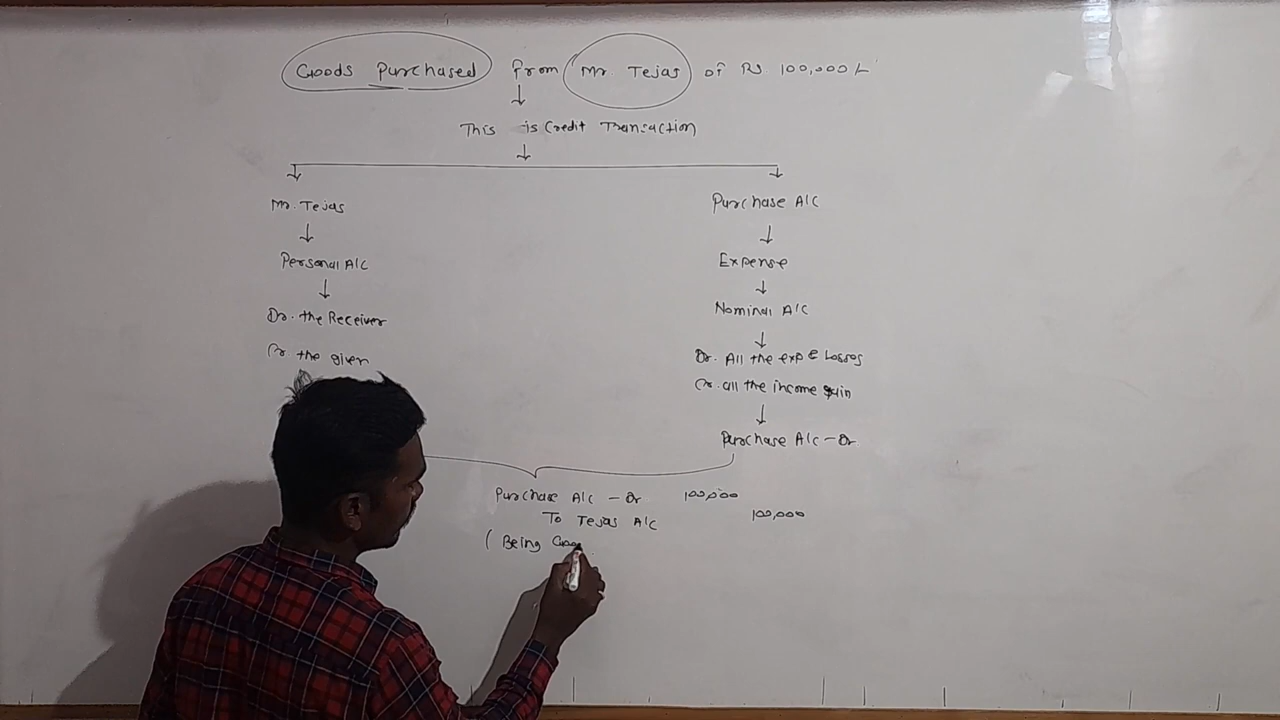 Goods Purchased from Mr. Tejas of Rs 100,000/-
This is Credit Transaction
Mr. Tejas
Purchase A/C
Personal A/C
Expense
Nominal A/C
Dr. the Receiver
Cr. the giver
Dr. All the exp & Losses
Cr. all the income gain
Purchase A/C - Dr
Purchase A/C - Dr 100,000
To Tejas A/C 100,000
( Being Goo